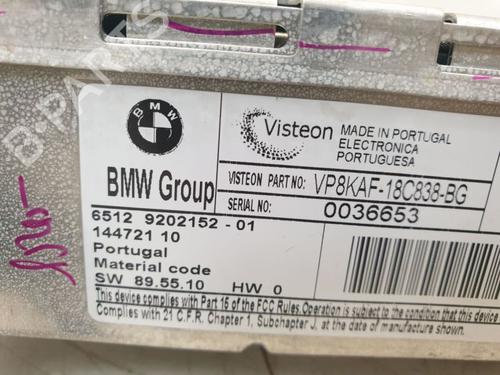 BMW
BMW Group
Visteon
MADE IN PORTUGAL
ELECTRONICA
PORTUGUESA
VISTEON PART NO: VP8KAF-18C838-BG
SERIAL NO: 0036653
6512 9202152 - 01
144721 10
Portugal
Material code
SW 89.55.10 HW 0
This device complies with Part 16 of the FCC Rules. Operation is subject to the condition that this device
Complies with 21 C.F.R. Chapter 1, Subchapter J, at the date of manufacture shown.
B-PARTS